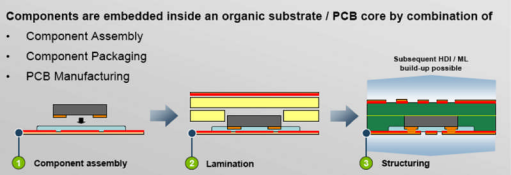 Components are embedded inside an organic substrate / PCB core by combination of
• Component Assembly
• Component Packaging
• PCB Manufacturing
Subsequent HDI / ML
build-up possible
1 Component assembly
2 Lamination
3 Structuring